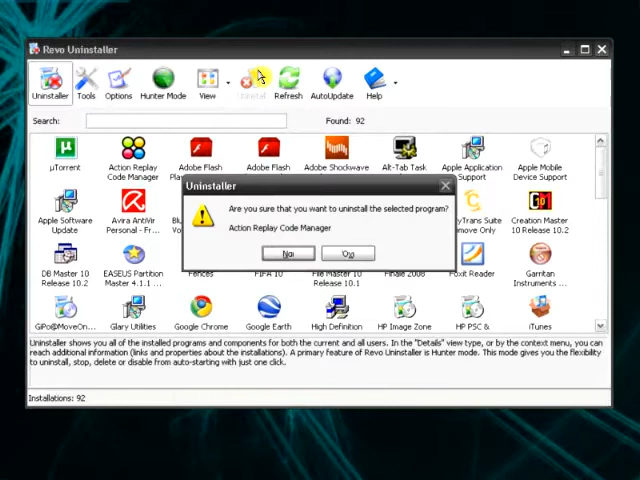 Revo Uninstaller
Uninstaller Tools Options Hunter Mode View Uninstall Refresh AutoUpdate Help
Search: Found: 92
µTorrent Action Replay Code Manager Adobe Flash Adobe Flash Adobe Shockwave Alt-Tab Task Apple Application Support Apple Mobile Device Support
Uninstaller
Are you sure that you want to uninstall the selected program?
Action Replay Code Manager
Apple Software Update Avira AntiVir Personal Creation Master 10 Release 10.2
DB Master 10 Release 10.2 EASEUS Partition Master 4.1.1 ... Fences FIFA 10 File Master 10 Finale 2008 Foxit Reader Garritan Instruments ...
GiPo@MoveOn... Glary Utilities Google Chrome Google Earth High Definition HP Image Zone HP PSC & iTunes
Uninstaller shows you all of the installed programs and components for both the current and all users. In the "Details" view type, or by the context menu, you can
reach additional information (links and properties about the installations). A primary feature of Revo Uninstaller is Hunter mode. This mode gives you the flexibility
to uninstall, stop, delete or disable from auto-starting with just one click.
Installations: 92